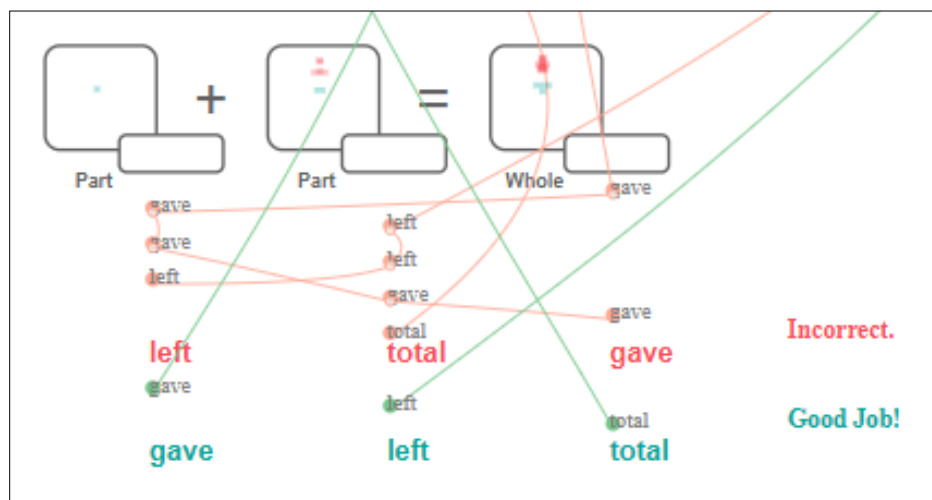 + =
Part Part Whole
gave gave
left
gave
left
left
gave
gave
total
Incorrect.
left total gave
gave
left
total
Good Job!
gave left total